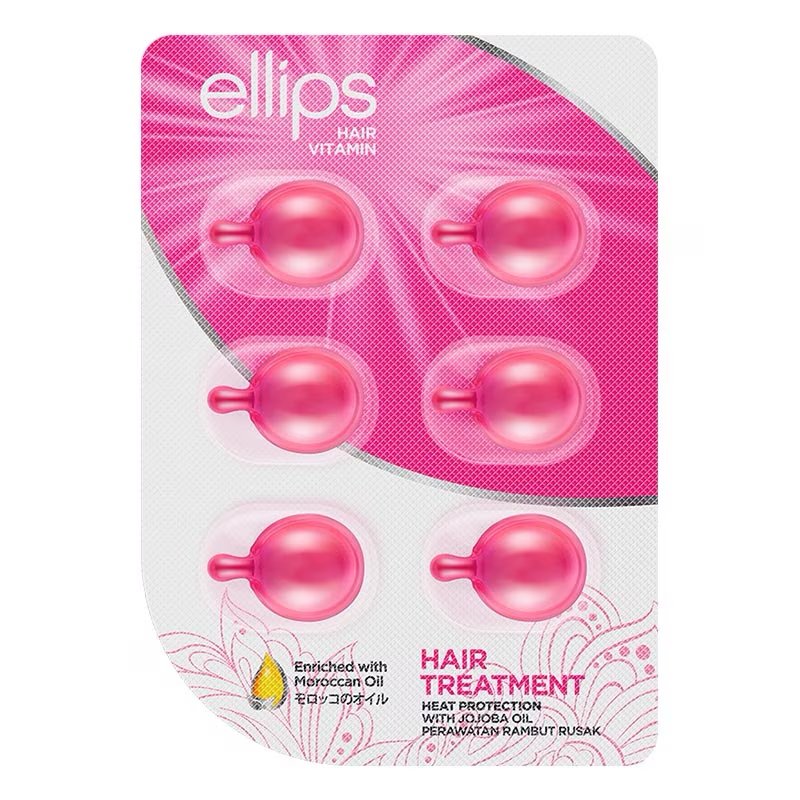 ellips
HAIR
VITAMIN
Enriched with
Moroccan Oil
モロッコのオイル
HAIR
TREATMENT
HEAT PROTECTION
WITH JOJOBA OIL
PERAWATAN RAMBUT RUSAK